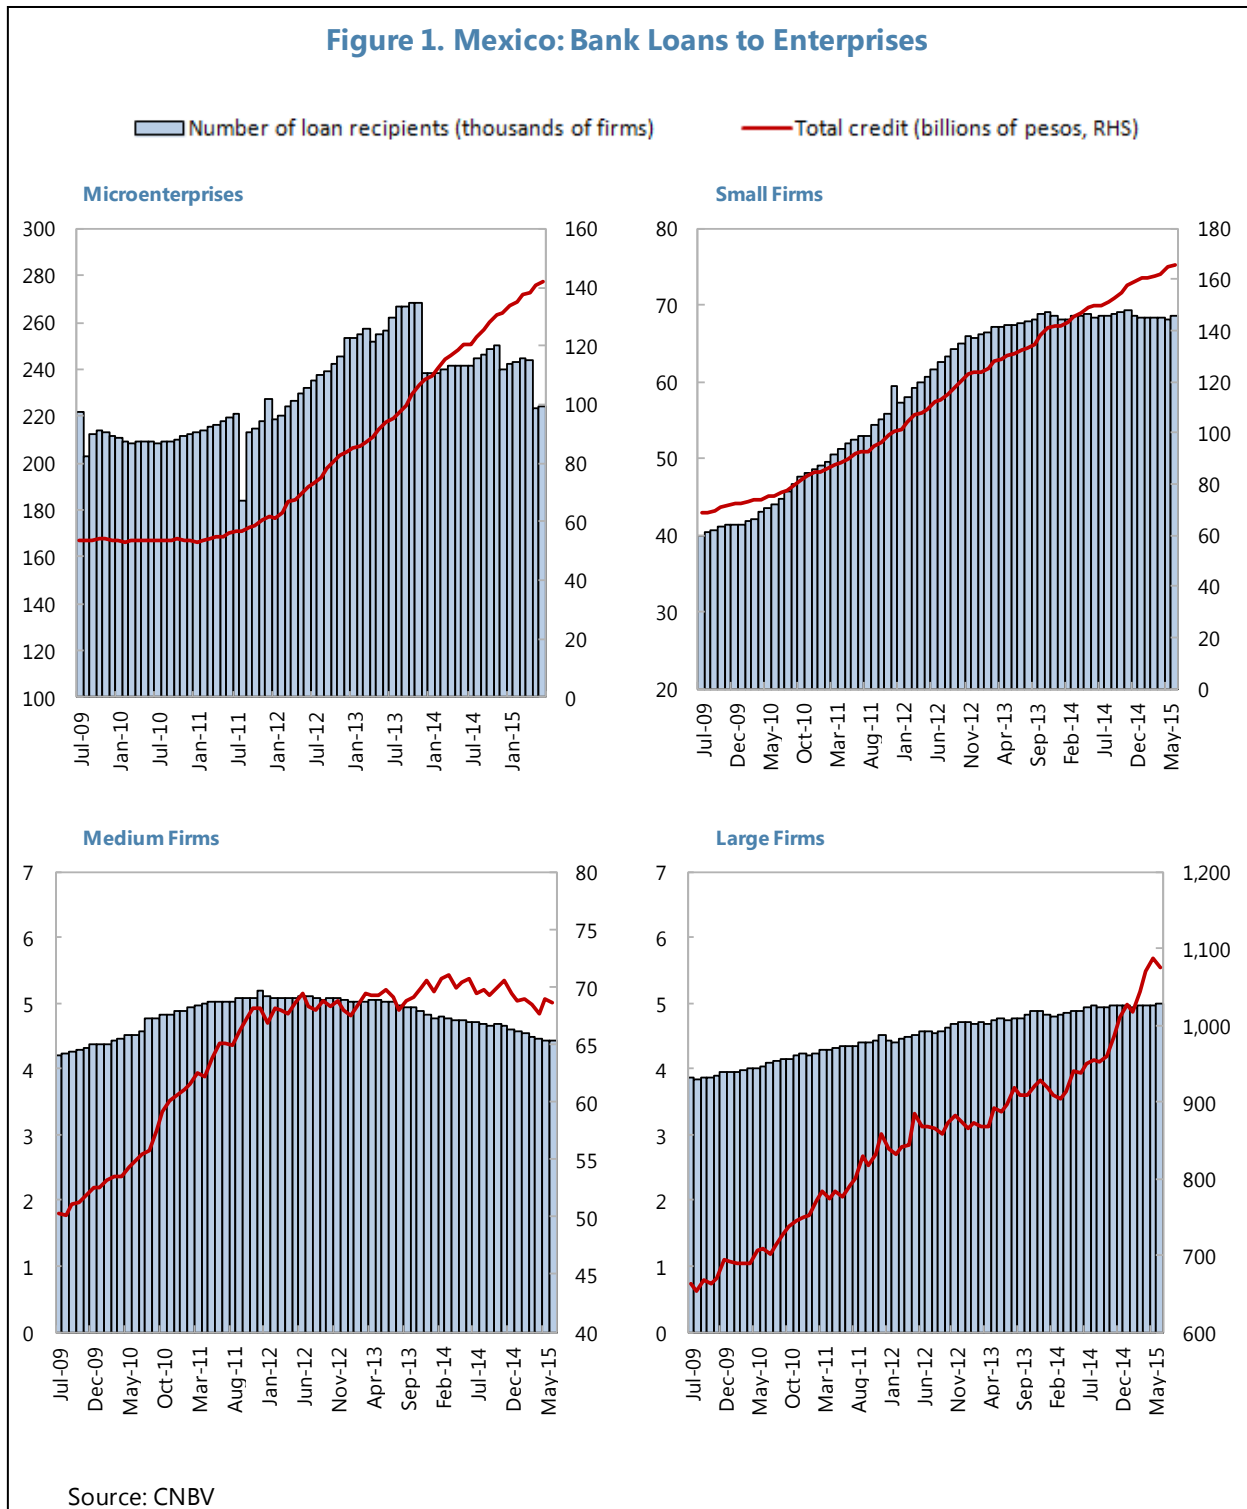 Figure 1. Mexico: Bank Loans to Enterprises
Number of loan recipients (thousands of firms)
Total credit (billions of pesos, RHS)
Microenterprises
300
280
260
240
220
200
180
160
140
120
100
160
140
120
100
80
60
40
20
0
Jul-09
Jan-10
Jul-10
Jan-11
Jul-11
Jan-12
Jul-12
Jan-13
Jul-13
Jan-14
Jul-14
Jan-15
Small Firms
80
70
60
50
40
30
20
180
160
140
120
100
80
60
40
20
0
Jul-09
Dec-09
May-10
Oct-10
Mar-11
Aug-11
Jan-12
Jun-12
Nov-12
Apr-13
Sep-13
Feb-14
Jul-14
Dec-14
May-15
Medium Firms
7
6
5
4
3
2
1
0
80
75
70
65
60
55
50
45
40
Jul-09
Dec-09
May-10
Oct-10
Mar-11
Aug-11
Jan-12
Jun-12
Nov-12
Apr-13
Sep-13
Feb-14
Jul-14
Dec-14
May-15
Large Firms
7
6
5
4
3
2
1
0
1,200
1,100
1,000
900
800
700
600
Jul-09
Dec-09
May-10
Oct-10
Mar-11
Aug-11
Jan-12
Jun-12
Nov-12
Apr-13
Sep-13
Feb-14
Jul-14
Dec-14
May-15
Source: CNBV